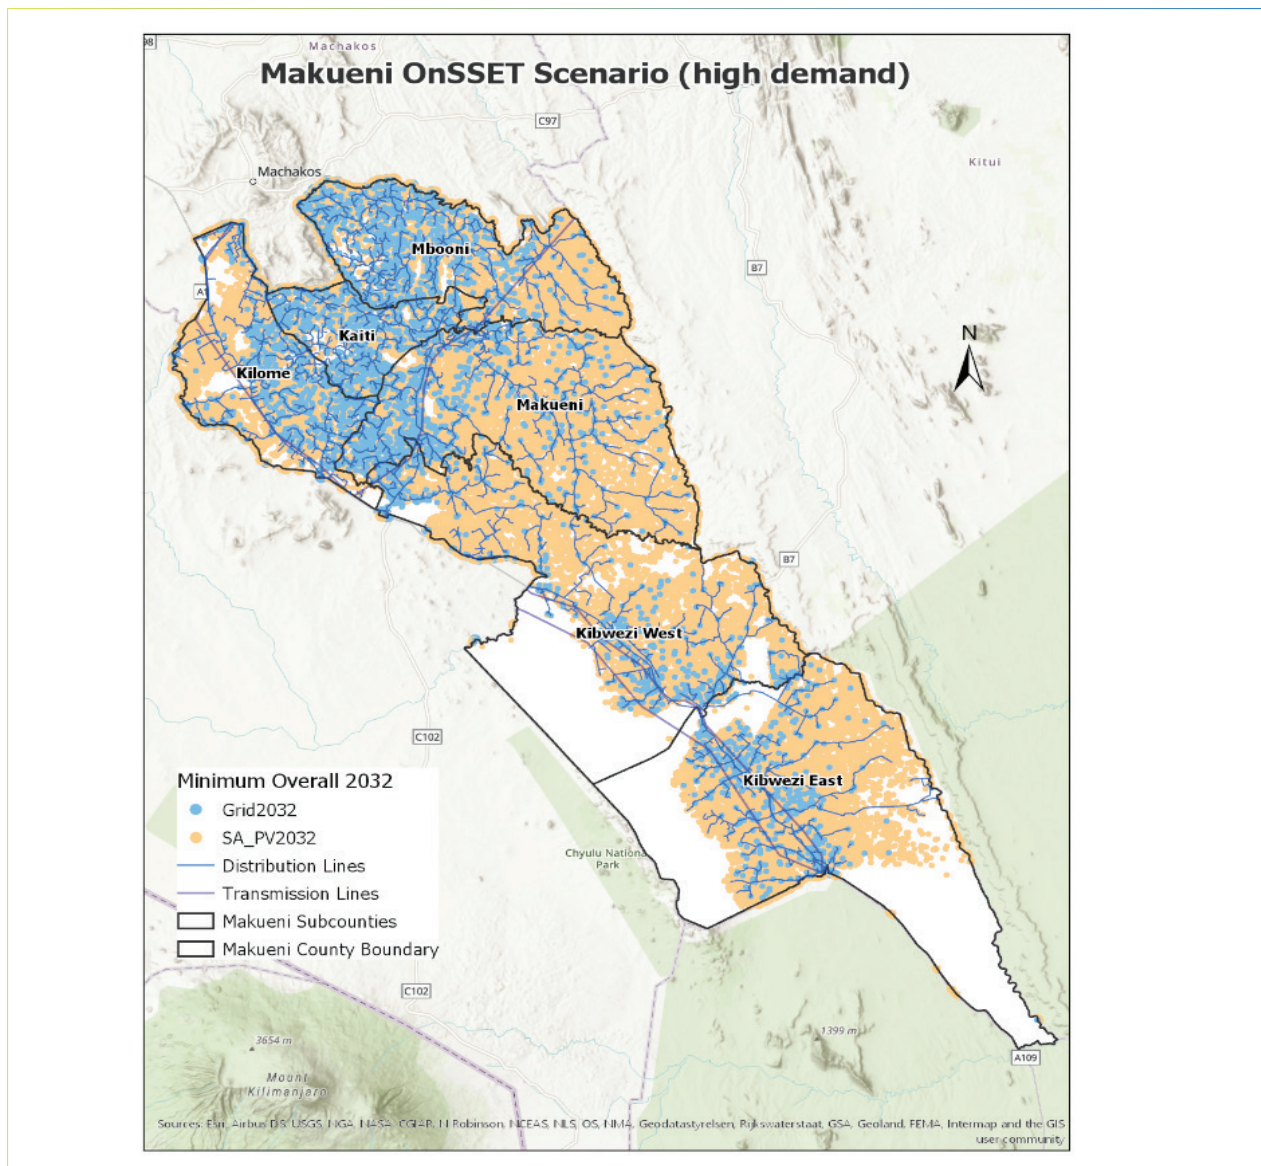 98
Machakos
Makueni OnSSET Scenario (high demand)
C97
Kitui
Machakos
Mbooni
B7
A1
N
Kaiti
Kilome
Makueni
B7
Kibwezi West
C102
Minimum Overall 2032
Kibwezi East
Grid2032
SA_PV2032
Chyulu National
Park
Distribution Lines
Transmission Lines
Makueni Subcounties
Makueni County Boundary
C102
3654 m
1399 m
A109
Mount
Kilimanjaro
Sources: Esri, Airbus DS, USGS, NGA, NASA, CGIAR, N Robinson, NCEAS, NLS, OS, NMA, Geodatastyrelsen, Rijkswaterstaat, GSA, Geoland, FEMA, Intermap and the GIS
user community